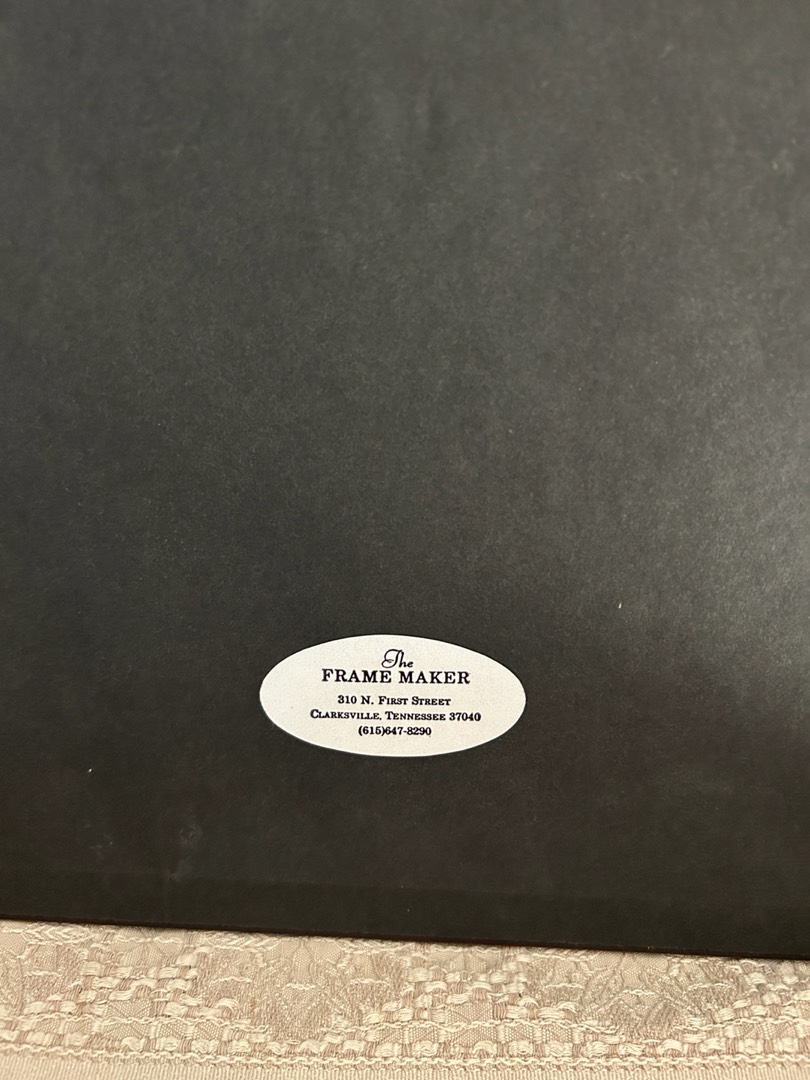 The
FRAME MAKER
310 N. First Street
Clarksville, Tennessee 37040
(615)647-8290